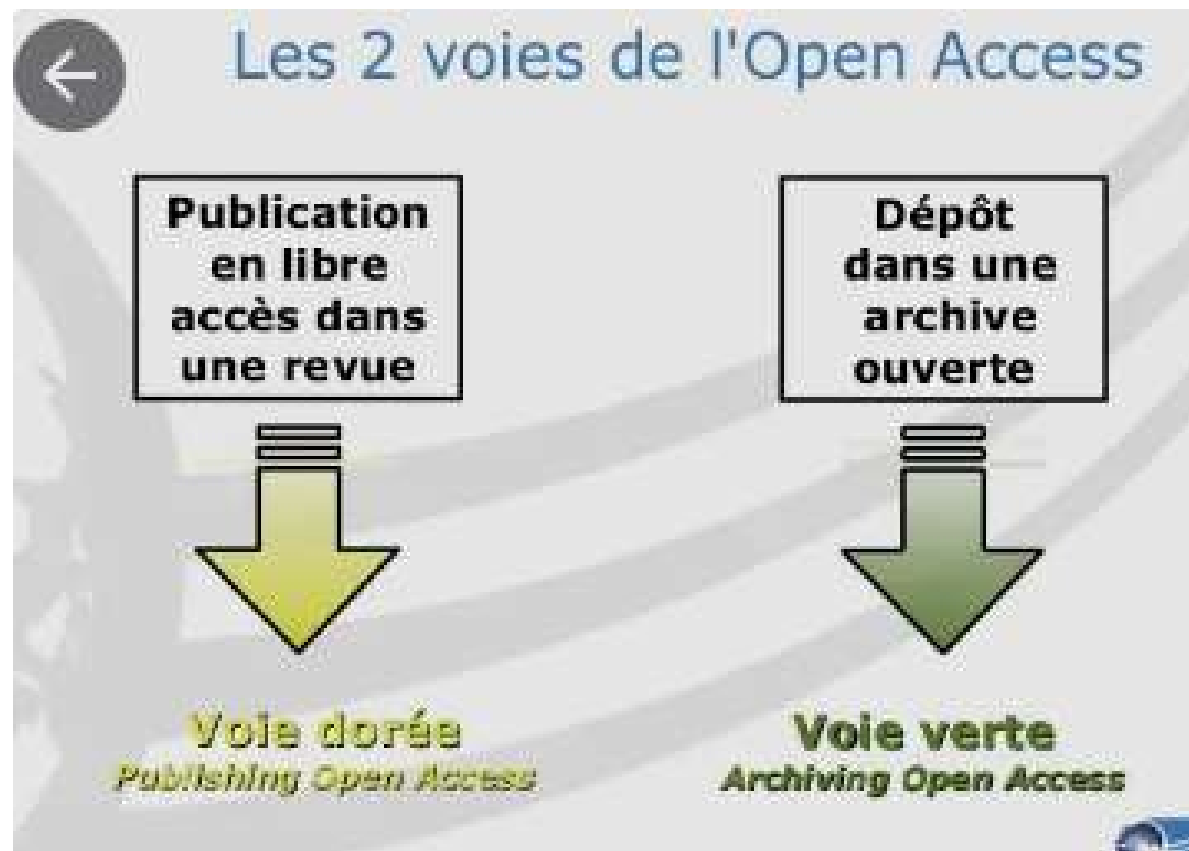 Les 2 voies de l'Open Access
Publication
en libre
accès dans
une revue
Dépôt
dans une
archive
ouverte
Voie dorée
Publishing Open Access
Voie verte
Archiving Open Access